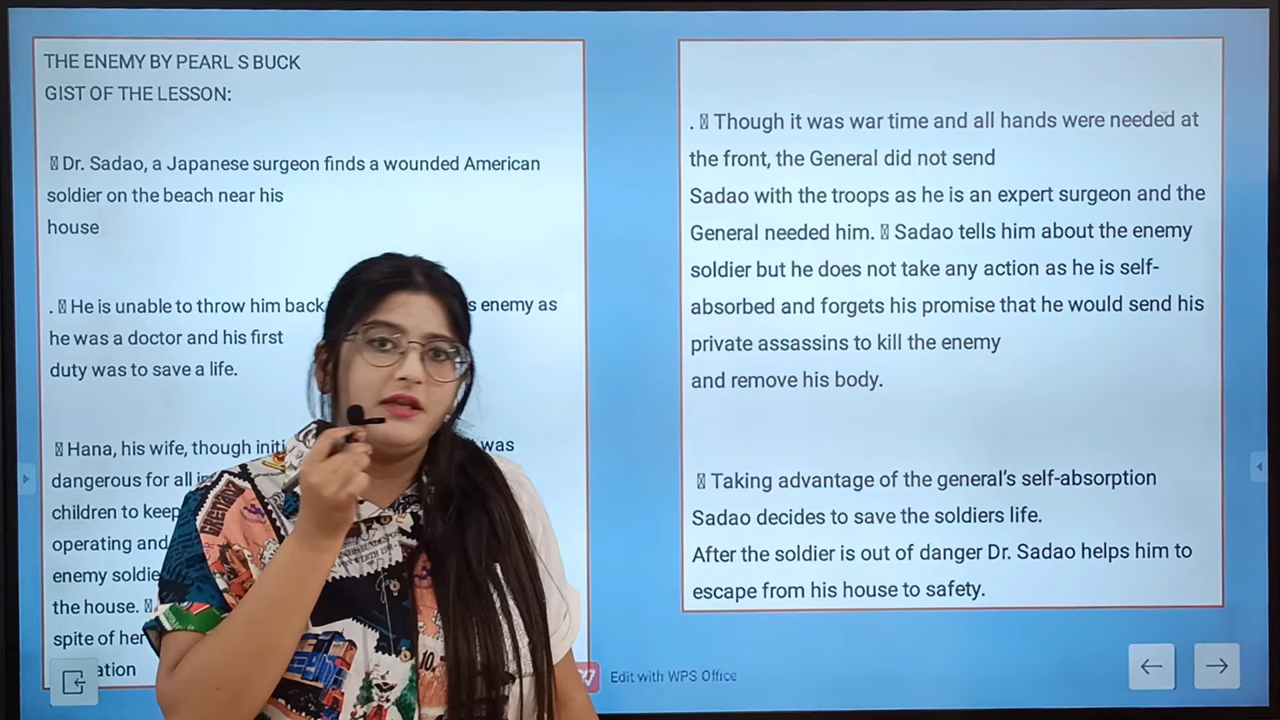 THE ENEMY BY PEARL S BUCK
GIST OF THE LESSON:
Dr. Sadao, a Japanese surgeon finds a wounded American
soldier on the beach near his
house
. He is unable to throw him back s enemy as
he was a doctor and his first
duty was to save a life.
Hana, his wife, though was
dangerous for all
children to keep
operating and
enemy
the house.
spite of her
. Though it was war time and all hands were needed at
the front, the General did not send
Sadao with the troops as he is an expert surgeon and the
General needed him. Sadao tells him about the enemy
soldier but he does not take any action as he is self-
absorbed and forgets his promise that he would send his
private assassins to kill the enemy
and remove his body.
Taking advantage of the general's self-absorption
Sadao decides to save the soldiers life.
After the soldier is out of danger Dr. Sadao helps him to
escape from his house to safety.
Edit with WPS Office
GRENADA
10